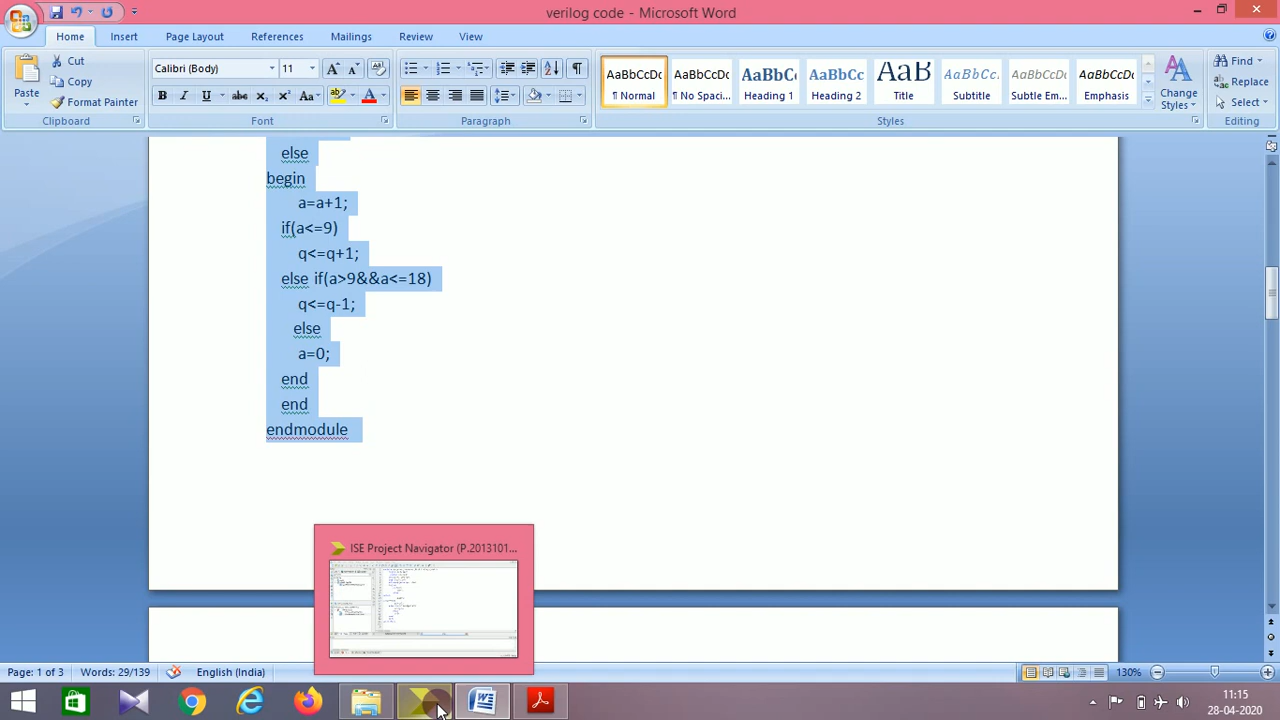 verilog code - Microsoft Word
Home Insert Page Layout References Mailings Review View
Cut
Copy
Format Painter
Paste
Clipboard
Calibri (Body) 11
Font
Paragraph
AaBbCcDc AaBbCcDc AaBbCc AaBbCc AaB AaBbCc. AaBbCcDc AaBbCcDc
¶ Normal ¶ No Spaci... Heading 1 Heading 2 Title Subtitle Subtle Em... Emphasis
Change Styles
Styles
Find
Replace
Select
Editing
else
begin
a=a+1;
if(a<=9)
q<=q+1;
else if(a>9&&a<=18)
q<=q-1;
else
a=0;
end
end
endmodule
ISE Project Navigator (P.2013101...
Page: 1 of 3 Words: 29/139 English (India) 130%
11:15
28-04-2020